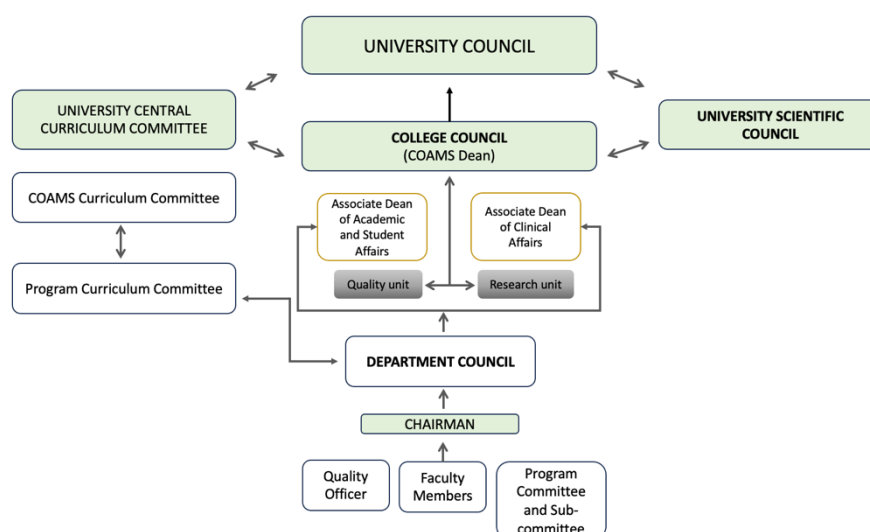 UNIVERSITY COUNCIL
UNIVERSITY CENTRAL
CURRICULUM COMMITTEE
COLLEGE COUNCIL
(COAMS Dean)
UNIVERSITY SCIENTIFIC
COUNCIL
COAMS Curriculum Committee
Associate Dean
of Academic
and Student
Affairs
Associate Dean
of Clinical
Affairs
Program Curriculum Committee
Quality unit
Research unit
DEPARTMENT COUNCIL
CHAIRMAN
Quality
Officer
Faculty
Members
Program
Committee
and Sub-
committee